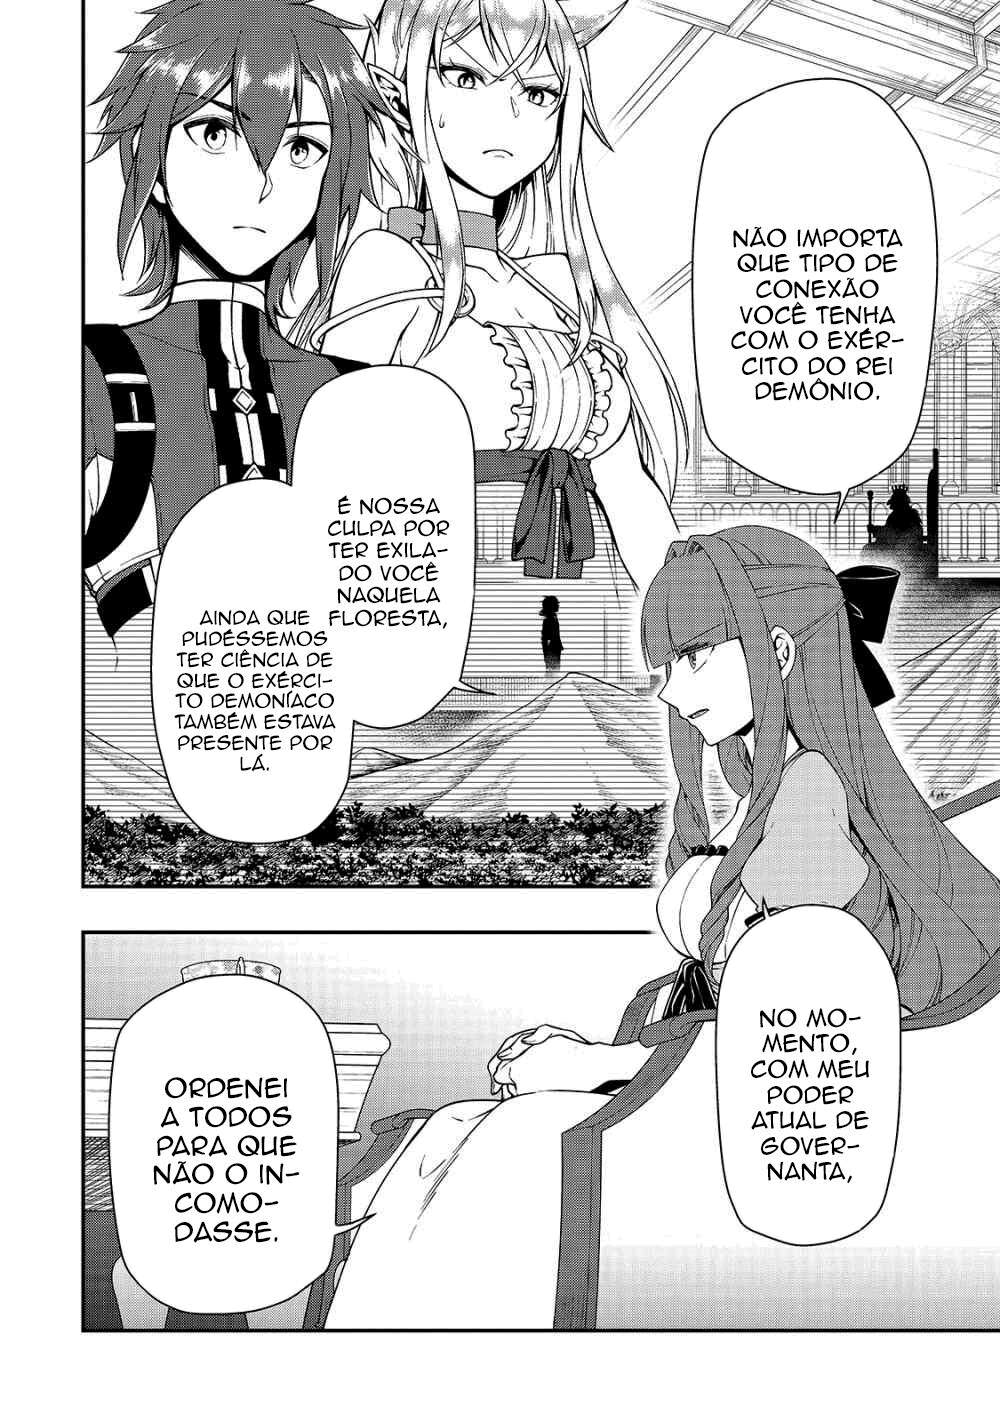 NÃO IMPORTA
QUE TIPO DE
CONEXÃO
VOCÊ TENHA
COM O EXÉR-
CITO DO REI
DEMÔNIO.
É NOSSA
CULPA POR
TER EXILA-
DO VOCÊ
NAQUELA
FLORESTA,
AINDA QUE
PUDÉSSEMOS
TER CIÊNCIA DE
QUE O EXÉRCI-
TO DEMONÍACO
TAMBÉM ESTAVA
PRESENTE POR
LÁ.
NO MO-
MENTO,
COM MEU
PODER
ATUAL DE
GOVER-
NANTA,
ORDENEI
A TODOS
PARA QUE
NÃO O IN-
COMO-
DASSE.